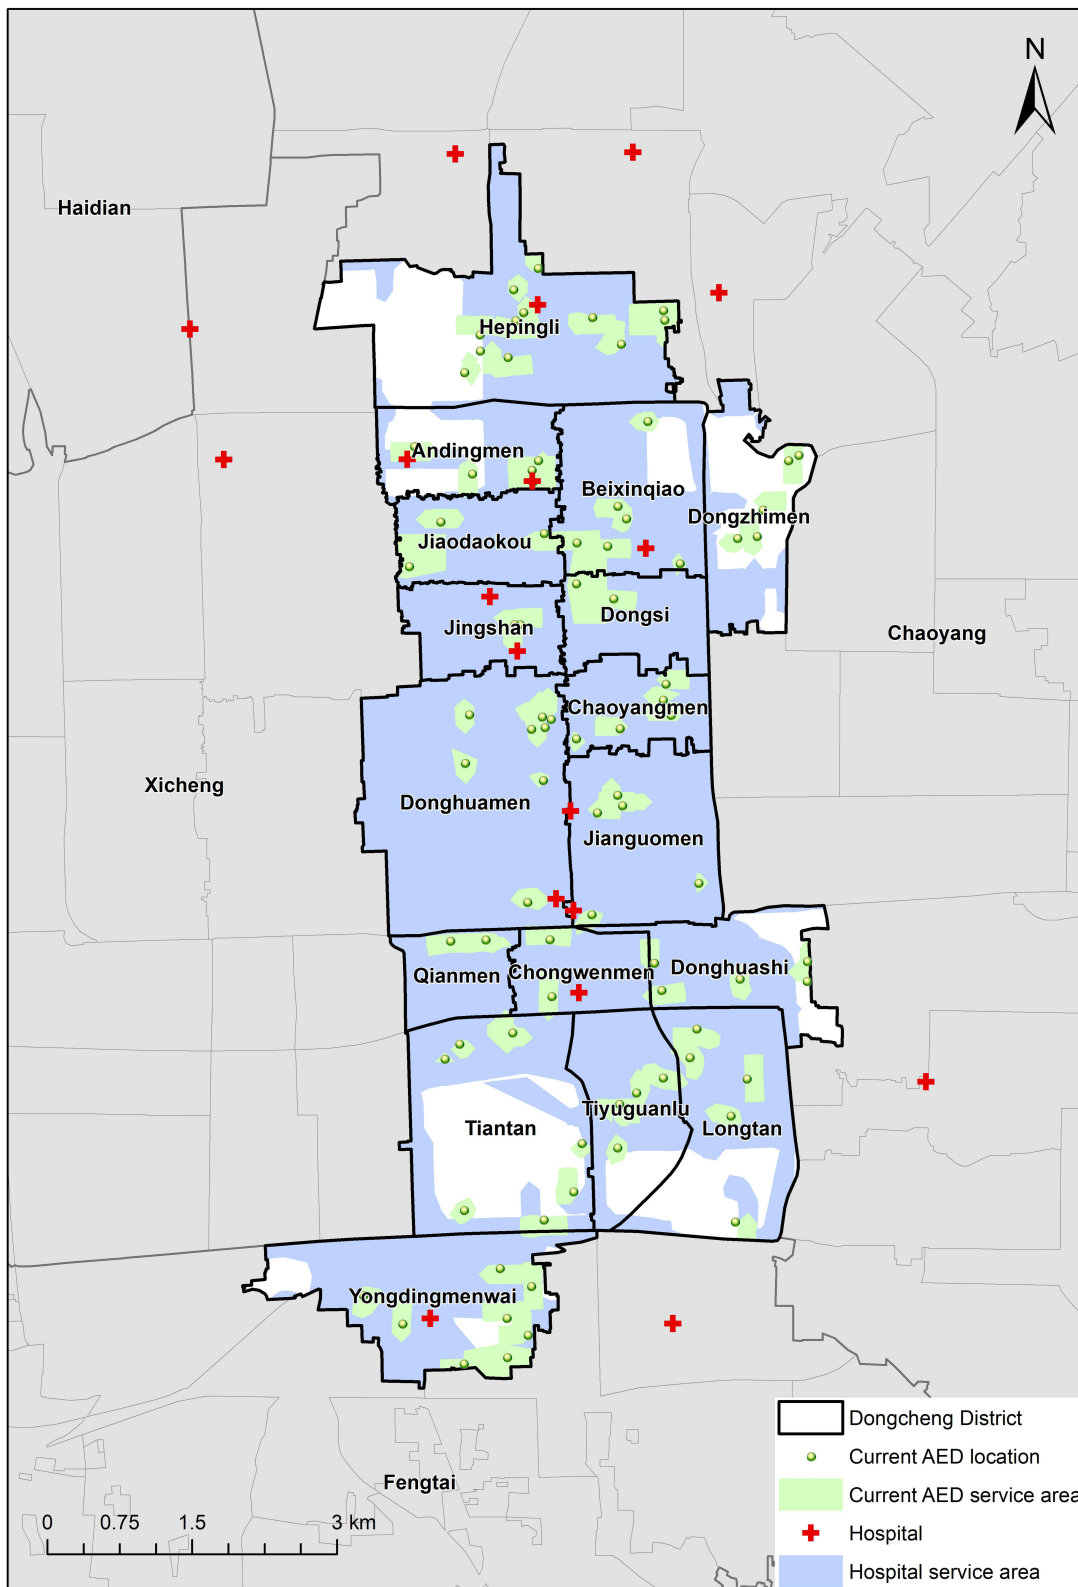 N
Haidian
Hepingli
Andingmen
Beixinqiao
Dongzhimen
Jiaodaokou
Dongsi
Jingshan
Chaoyang
Chaoyangmen
Xicheng
Donghuamen
Jianguomen
Qianmen
Chongwenmen
Donghuashi
Tiyuguanlu
Tiantan
Longtan
Yongdingmenwai
Fengtai
0 0.75 1.5 3 km
Dongcheng District
Current AED location
Current AED service area
Hospital
Hospital service area